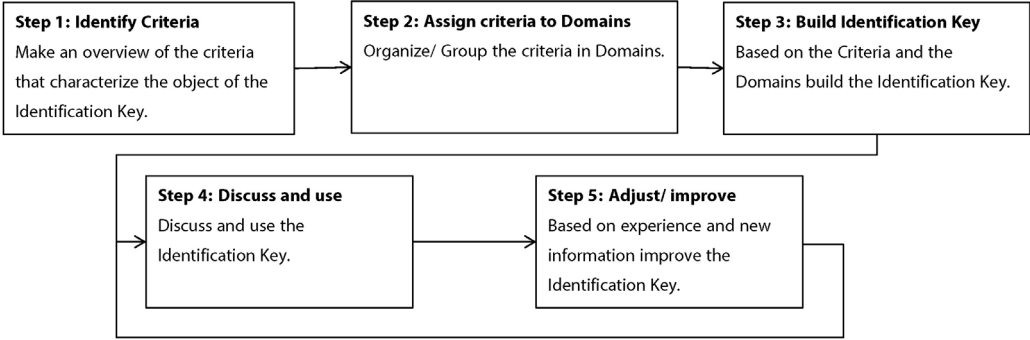 Step 1: Identify Criteria
Make an overview of the criteria
that characterize the object of the
Identification Key.
Step 2: Assign criteria to Domains
Organize/ Group the criteria in Domains.
Step 3: Build Identification Key
Based on the Criteria and the
Domains build the Identification Key.
Step 4: Discuss and use
Discuss and use the
Identification Key.
Step 5: Adjust/ improve
Based on experience and new
information improve the
Identification Key.